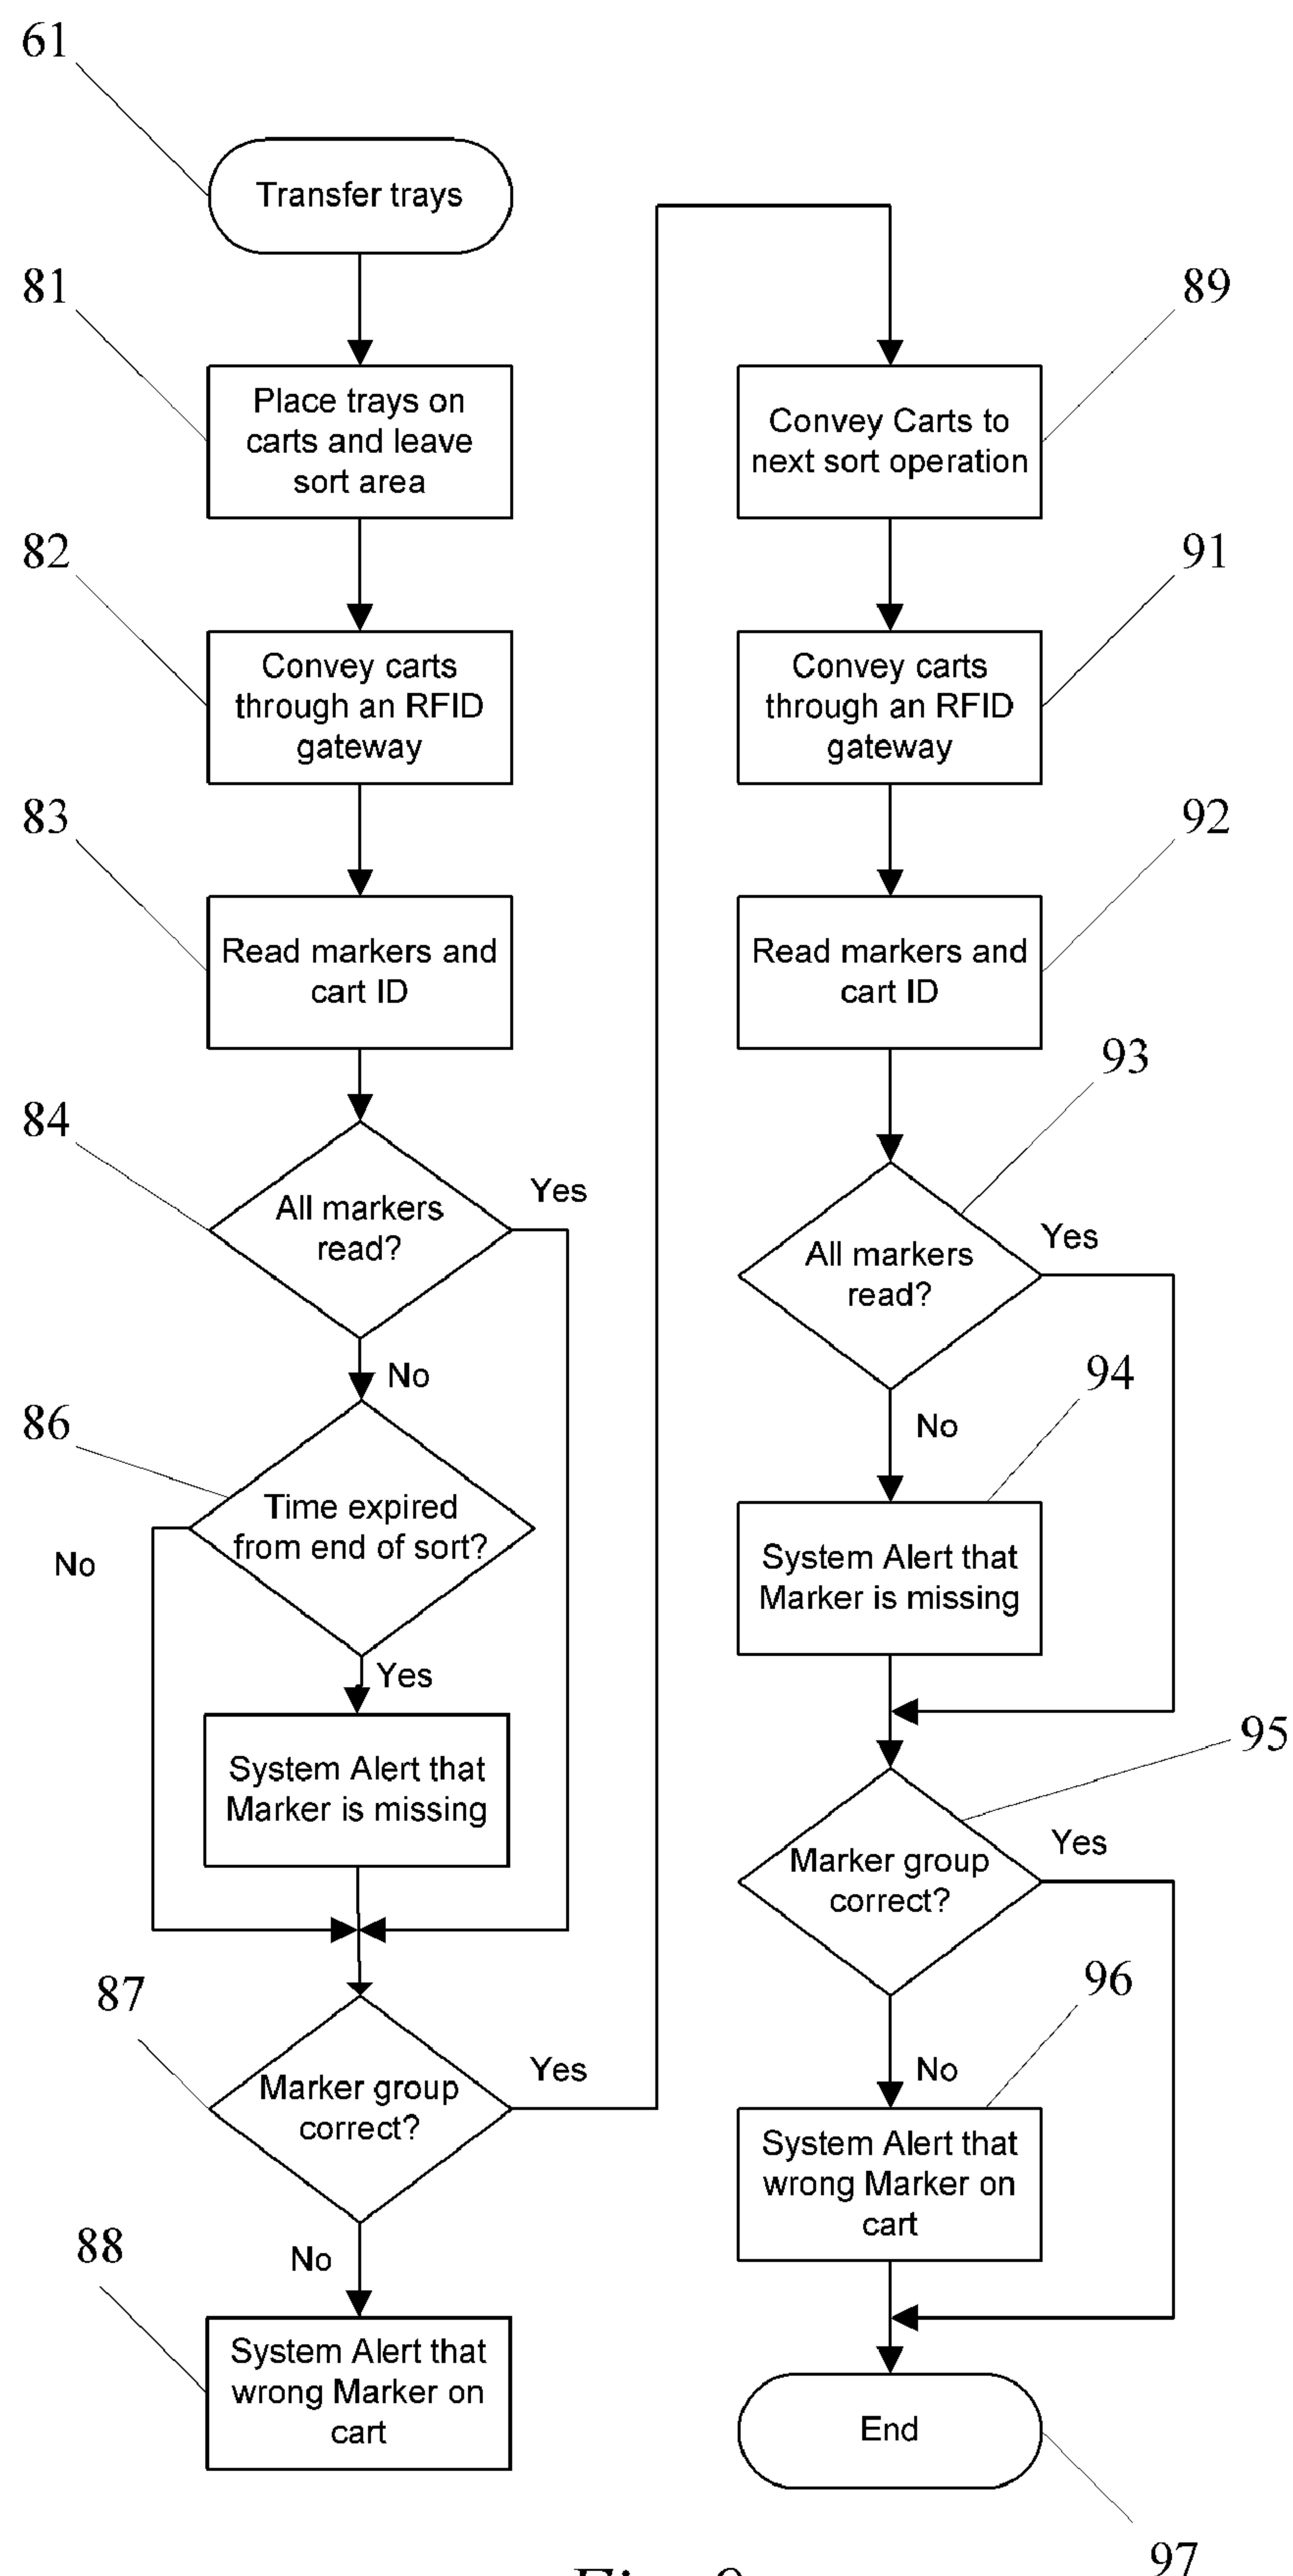 61
Transfer trays
81
Place trays on
carts and leave
sort area
82
Convey carts
through an RFID
gateway
83
Read markers and
cart ID
84
All markers
read?
Yes
No
86
Time expired
from end of sort?
No
Yes
System Alert that
Marker is missing
87
Marker group
correct?
Yes
No
88
System Alert that
wrong Marker on
cart
89
Convey Carts to
next sort operation
91
Convey carts
through an RFID
gateway
92
Read markers and
cart ID
93
All markers
read?
Yes
No
94
System Alert that
Marker is missing
95
Marker group
correct?
Yes
No
96
System Alert that
wrong Marker on
cart
End
97